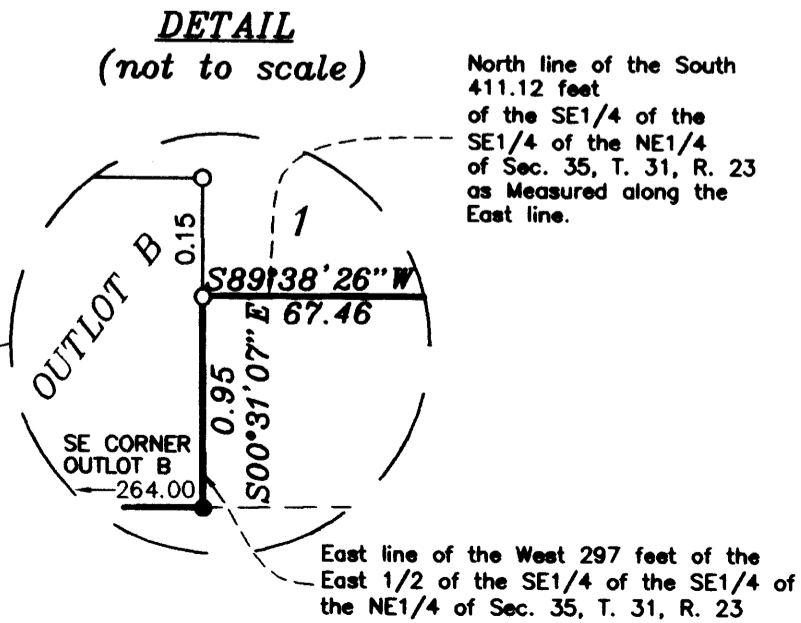 DETAIL
(not to scale)
North line of the South
411.12 feet
of the SE1/4 of the
SE1/4 of the NE1/4
of Sec. 35, T. 31, R. 23
as Measured along the
East line.
1
0.15
OUTLOT B
S89°38'26"W
67.46
0.95
S00°31'07"E
SE CORNER
OUTLOT B
264.00
East line of the West 297 feet of the
East 1/2 of the SE1/4 of the SE1/4 of
the NE1/4 of Sec. 35, T. 31, R. 23